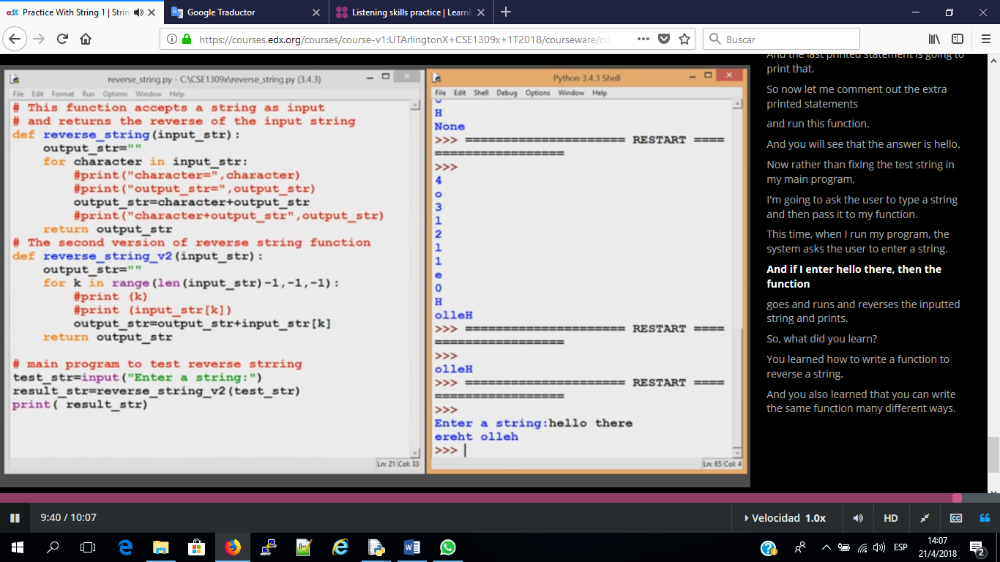 Practice With String 1 | Strin
Google Traductor
Listening skills practice | LearnE
https://courses.edx.org/courses/course-v1:UTArlingtonX+CSE1309x+1T2018/courseware/cd
Buscar
reverse_string.py - C:\CSE1309x\reverse_string.py (3.4.3)
File Edit Format Run Options Window Help
# This function accepts a string as input
# and returns the reverse of the input string
def reverse_string(input_str):
    output_str=""
    for character in input_str:
        #print("character=",character)
        #print("output_str=",output_str)
        output_str=character+output_str
        #print("character+output_str",output_str)
    return output_str
# The second version of reverse string function
def reverse_string_v2(input_str):
    output_str=""
    for k in range(len(input_str)-1,-1,-1):
        #print (k)
        #print (input_str[k])
        output_str=output_str+input_str[k]
    return output_str
# main program to test reverse strring
test_str=input("Enter a string:")
result_str=reverse_string_v2(test_str)
print( result_str)
Ln: 21 Col: 33
Python 3.4.3 Shell
File Edit Shell Debug Options Window Help
H
None
>>> ===================== RESTART ====
=================
>>>
4
o
3
l
2
l
1
e
0
H
olleH
>>> ===================== RESTART ====
=================
>>>
olleH
>>> ===================== RESTART ====
=================
>>>
Enter a string:hello there
ereht olleh
>>>
Ln: 65 Col: 4
And the last printed statement is going to
print that.
So now let me comment out the extra
printed statements
and run this function.
And you will see that the answer is hello.
Now rather than fixing the test string in
my main program,
I'm going to ask the user to type a string
and then pass it to my function.
This time, when I run my program, the
system asks the user to enter a string.
And if I enter hello there, then the
function
goes and runs and reverses the inputted
string and prints.
So, what did you learn?
You learned how to write a function to
reverse a string.
And you also learned that you can write
the same function many different ways.
9:40 / 10:07
Velocidad 1.0x
HD
CC
ESP
14:07
21/4/2018
2